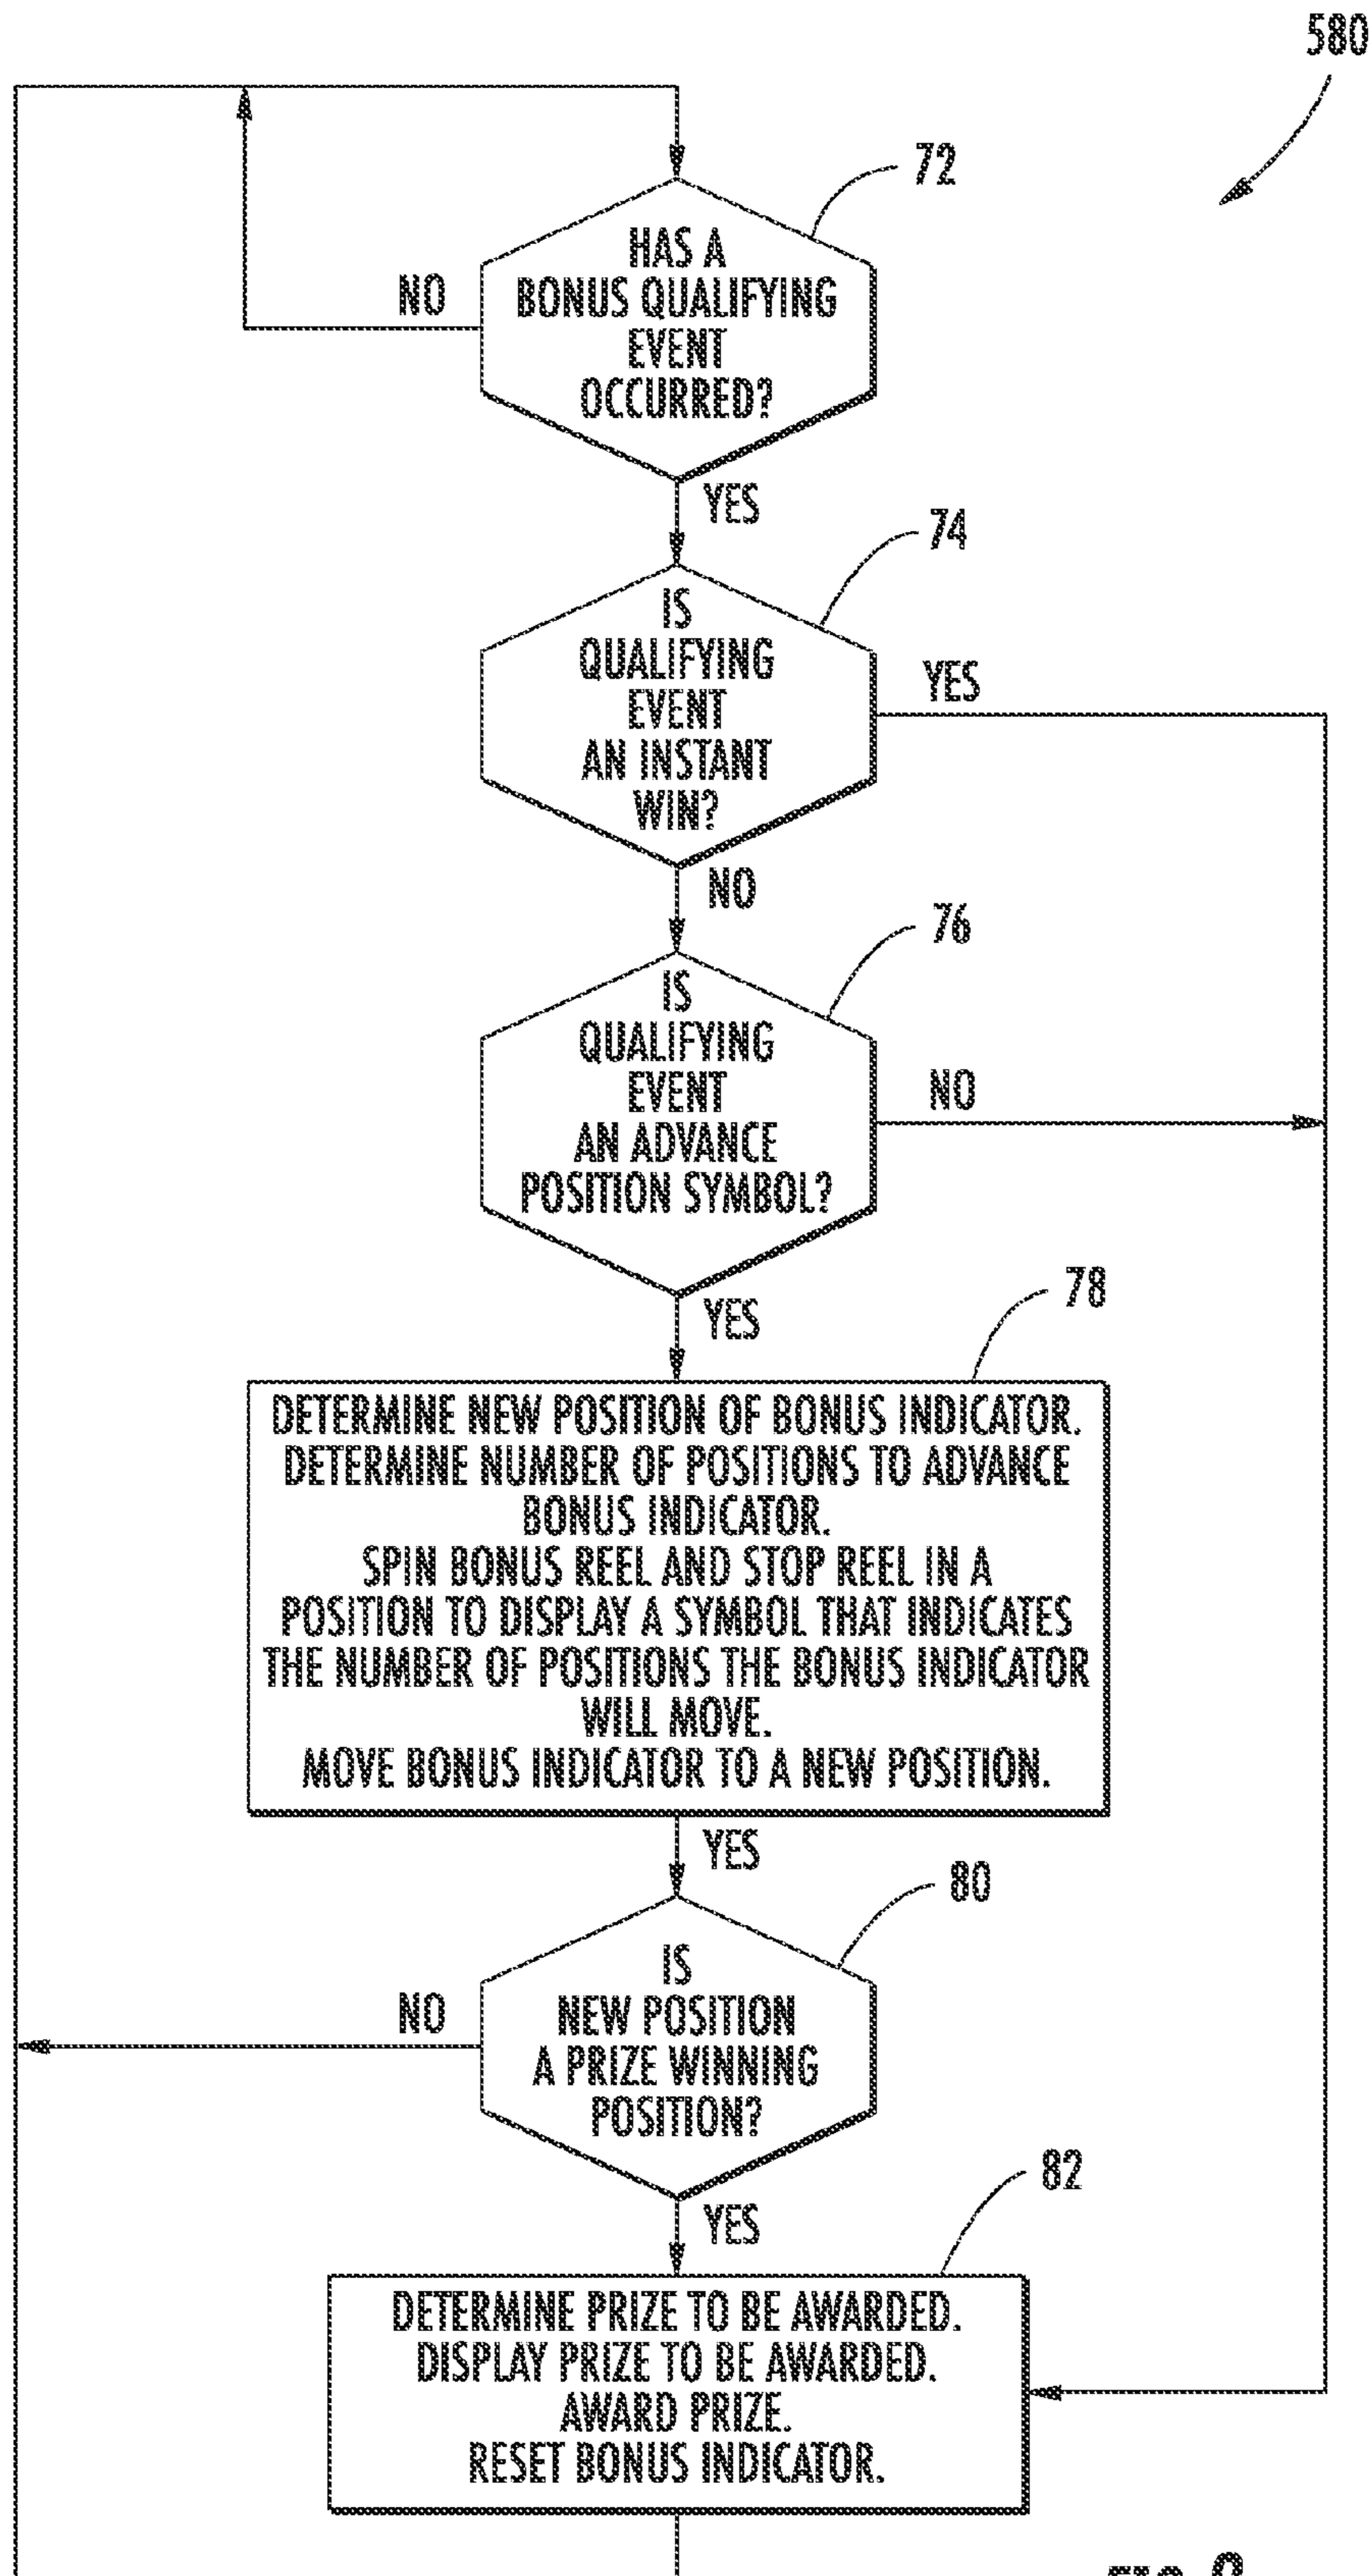 580
72
HAS A
BONUS QUALIFYING
EVENT
OCCURRED?
NO
YES
74
IS
QUALIFYING
EVENT
AN INSTANT
WIN?
YES
NO
76
IS
QUALIFYING
EVENT
AN ADVANCE
POSITION SYMBOL?
NO
YES
78
DETERMINE NEW POSITION OF BONUS INDICATOR.
DETERMINE NUMBER OF POSITIONS TO ADVANCE
BONUS INDICATOR.
SPIN BONUS REEL AND STOP REEL IN A
POSITION TO DISPLAY A SYMBOL THAT INDICATES
THE NUMBER OF POSITIONS THE BONUS INDICATOR
WILL MOVE.
MOVE BONUS INDICATOR TO A NEW POSITION.
YES
80
IS
NEW POSITION
A PRIZE WINNING
POSITION?
NO
YES
82
DETERMINE PRIZE TO BE AWARDED.
DISPLAY PRIZE TO BE AWARDED.
AWARD PRIZE.
RESET BONUS INDICATOR.